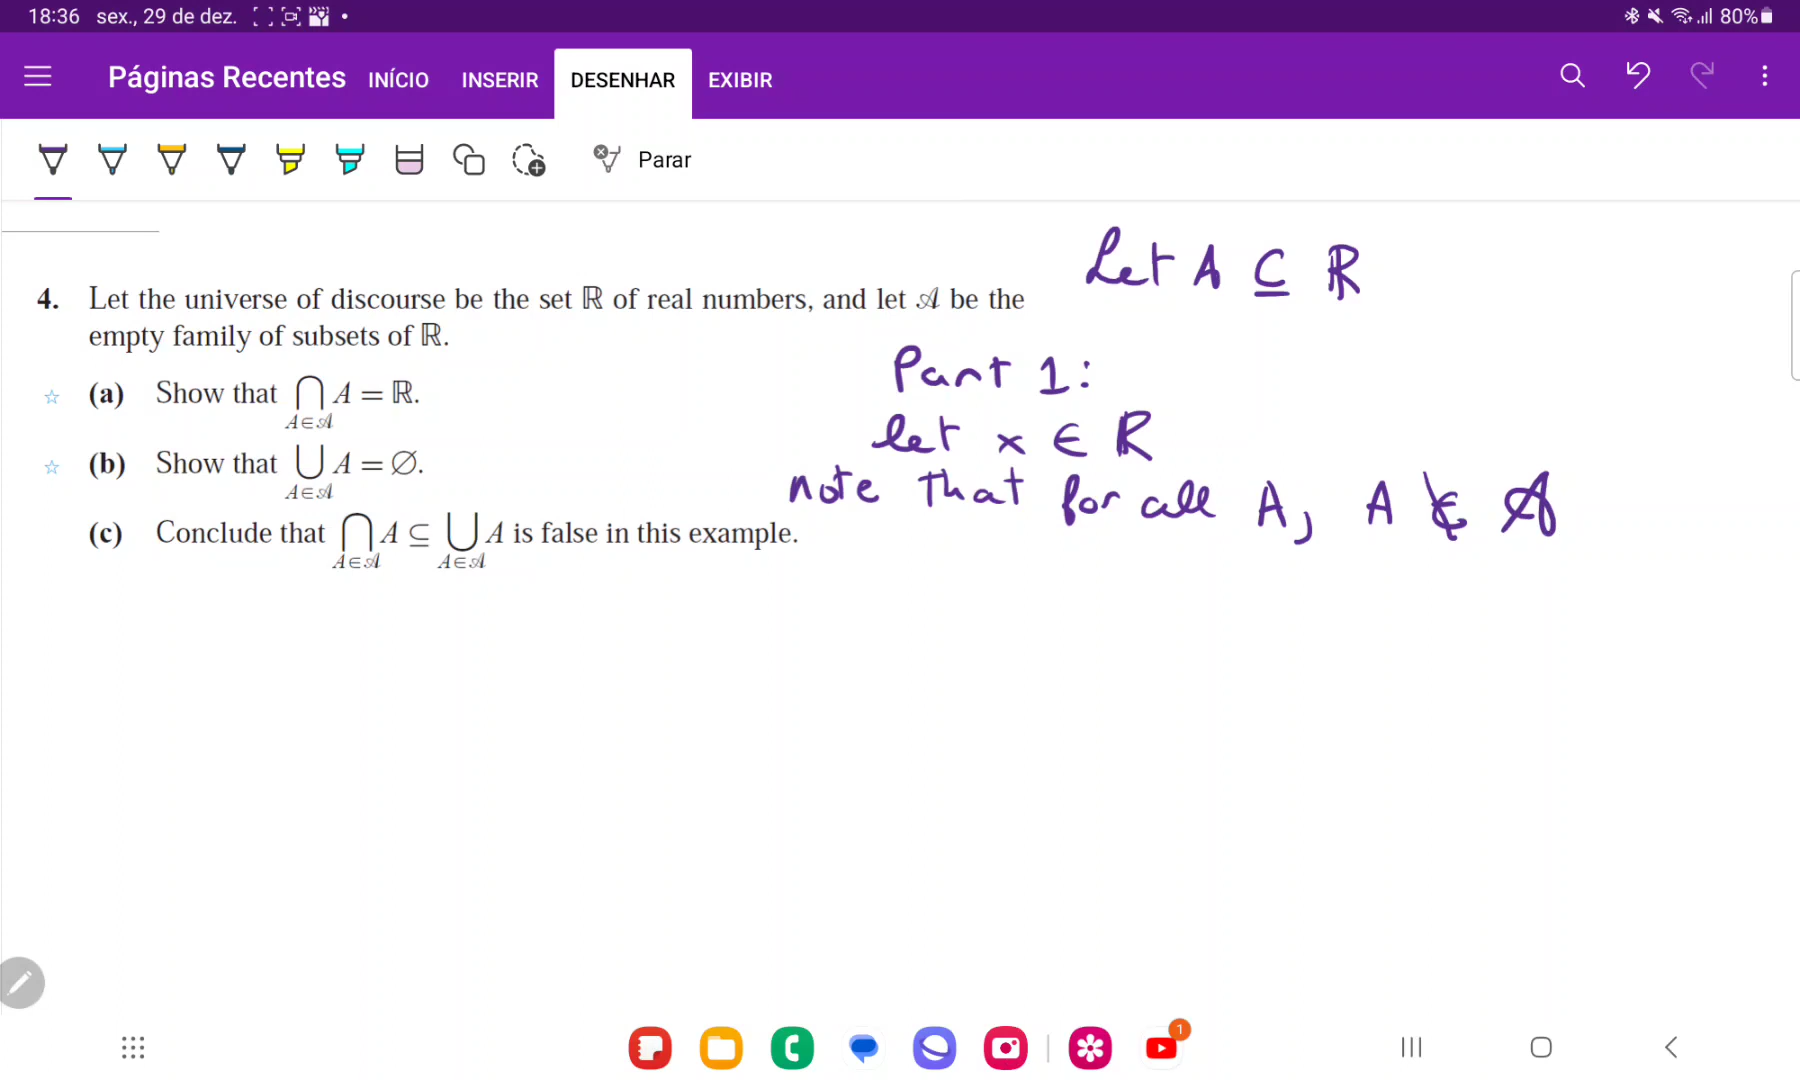 18:36 sex., 29 de dez. • 80%
Páginas Recentes INÍCIO INSERIR DESENHAR EXIBIR
Parar
Let A ⊆ ℝ
4. Let the universe of discourse be the set ℝ of real numbers, and let 𝒜 be the
empty family of subsets of ℝ.
Part 1:
☆ (a) Show that ⋂ A = ℝ.
A∈𝒜
let x ∈ ℝ
☆ (b) Show that ⋃ A = ∅.
A∈𝒜
note that for all A, A ∉ 𝒜
(c) Conclude that ⋂ A ⊆ ⋃ A is false in this example.
A∈𝒜 A∈𝒜
1